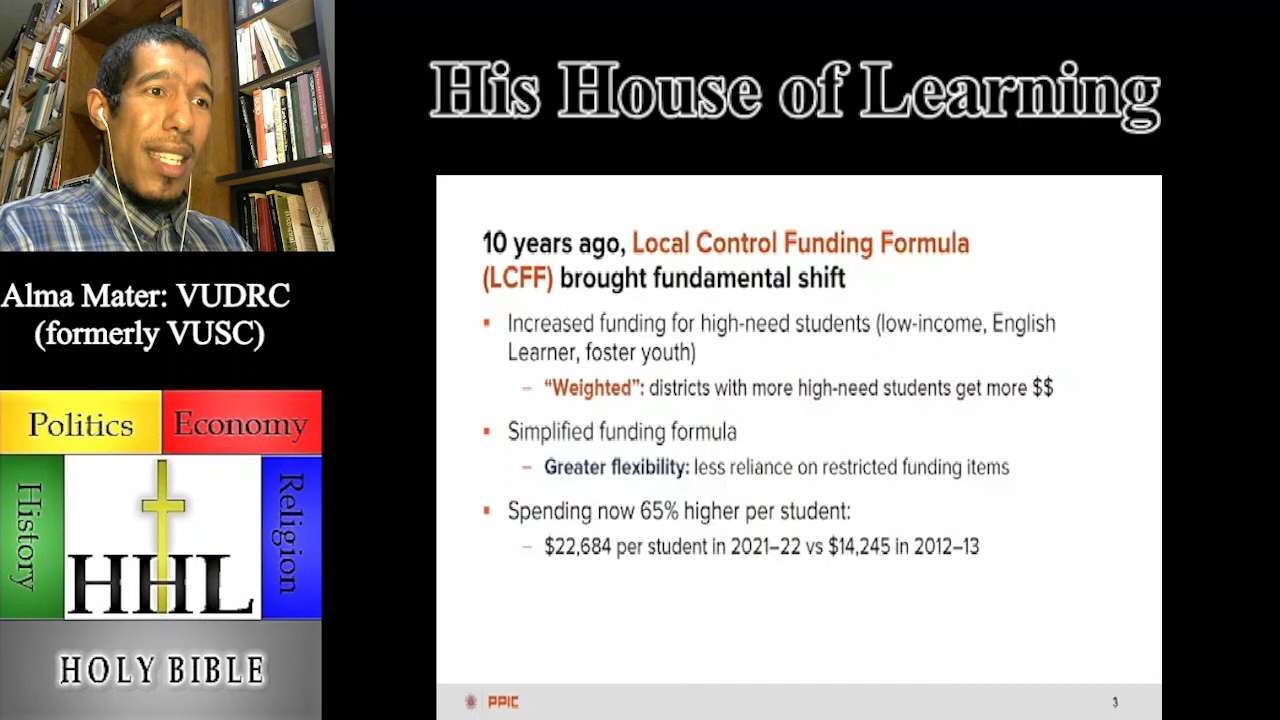 His House of Learning
Alma Mater: VUDRC
(formerly VUSC)
Politics
Economy
History
Religion
HHL
HOLY BIBLE
10 years ago, Local Control Funding Formula
(LCFF) brought fundamental shift
▪ Increased funding for high-need students (low-income, English
Learner, foster youth)
– “Weighted”: districts with more high-need students get more $$
▪ Simplified funding formula
– Greater flexibility: less reliance on restricted funding items
▪ Spending now 65% higher per student:
– $22,684 per student in 2021–22 vs $14,245 in 2012–13
PPIC
3